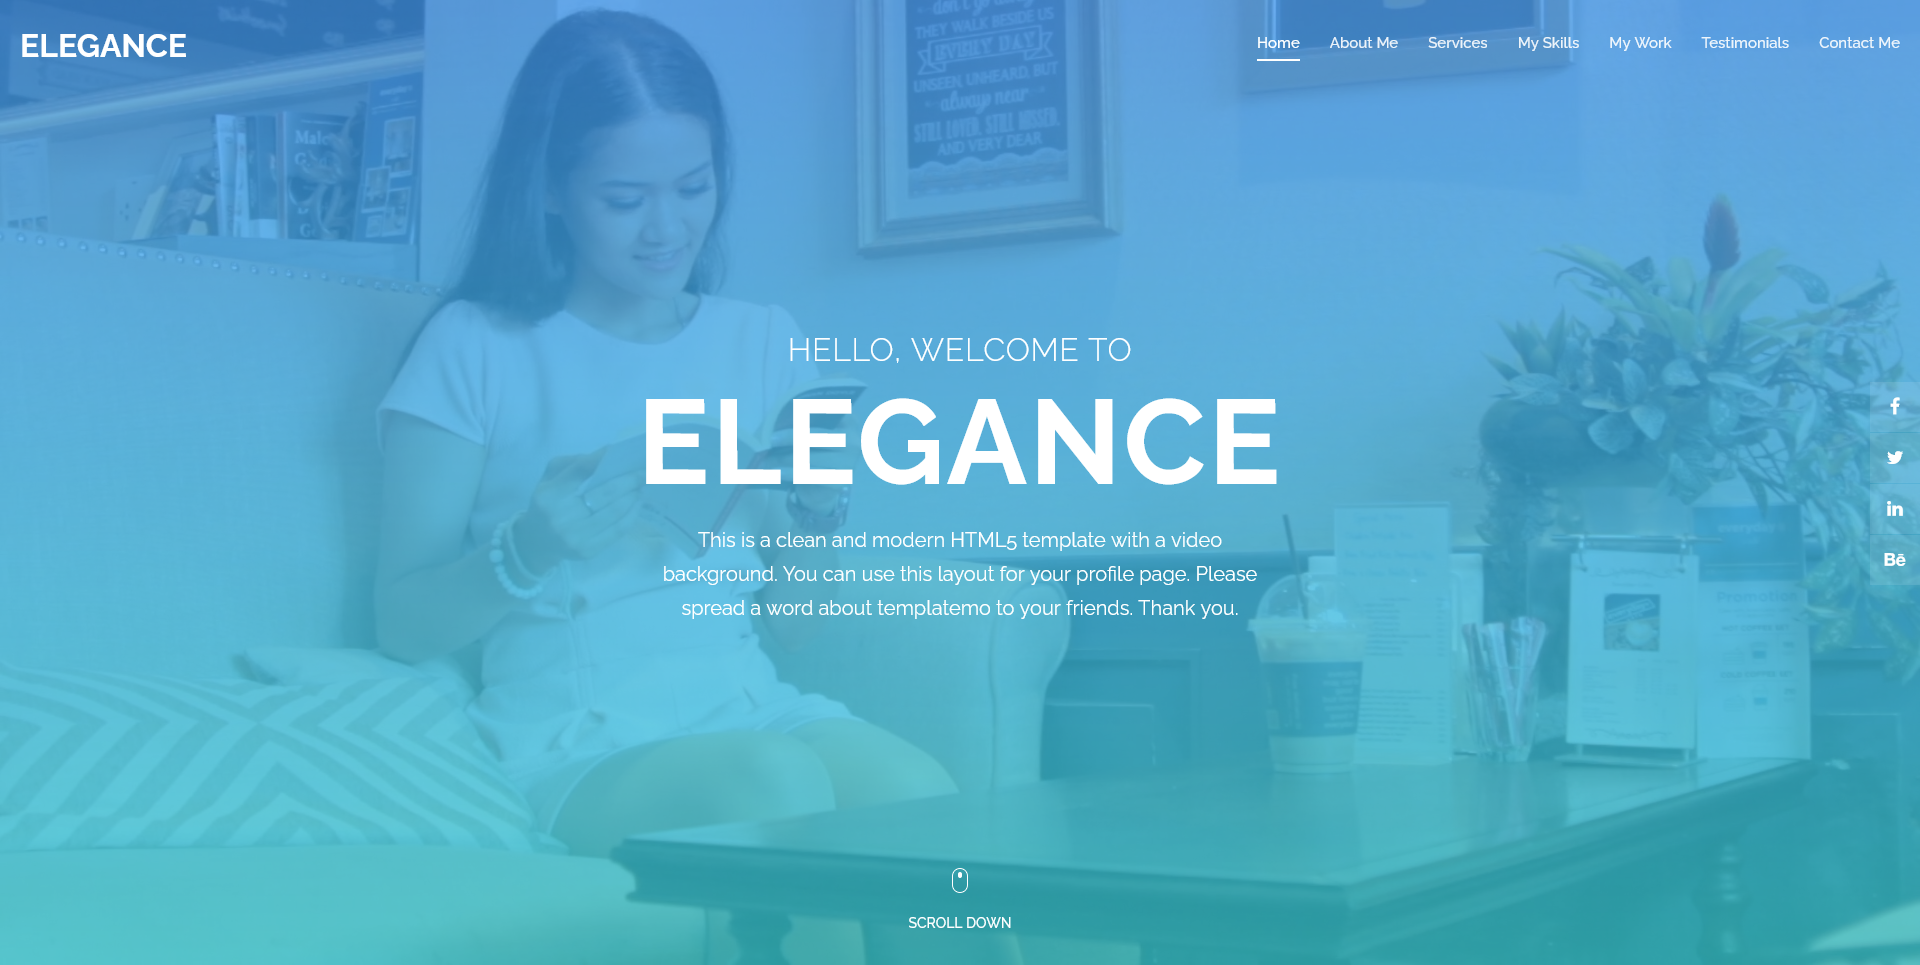 ELEGANCE
Home
About Me
Services
My Skills
My Work
Testimonials
Contact Me
THEY WALK BESIDE US
EVERY DAY
UNSEEN, UNHEARD, BUT
always near
STILL LOVED, STILL MISSED,
AND VERY DEAR
Male
HELLO, WELCOME TO
ELEGANCE
This is a clean and modern HTML5 template with a video
background. You can use this layout for your profile page. Please
spread a word about templatemo to your friends. Thank you.
Bē
Promotion
SCROLL DOWN